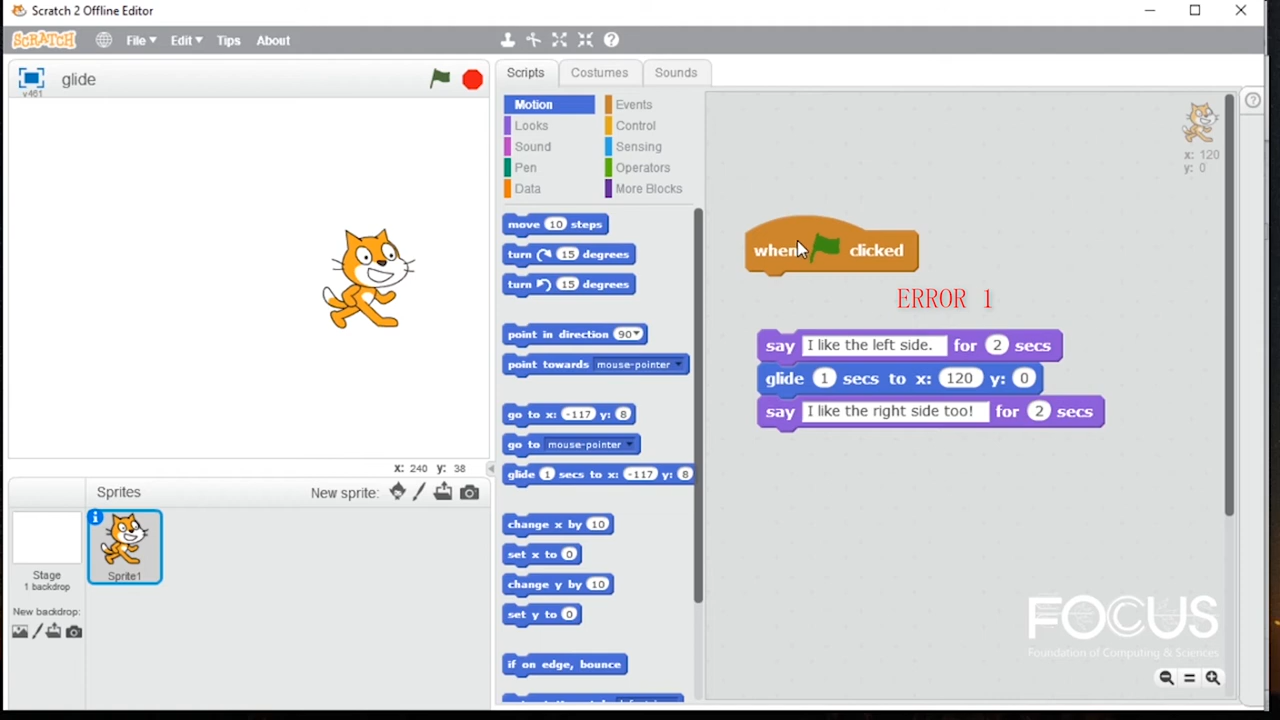 Scratch 2 Offline Editor
SCRATCH File Edit Tips About
v461 glide
Scripts Costumes Sounds
Motion Events
Looks Control
Sound Sensing
Pen Operators
Data More Blocks
x: 120
y: 0
move 10 steps
turn 15 degrees
turn 15 degrees
point in direction 90
point towards mouse-pointer
go to x: -117 y: 8
go to mouse-pointer
glide 1 secs to x: -117 y: 8
change x by 10
set x to 0
change y by 10
set y to 0
if on edge, bounce
when clicked
ERROR 1
say I like the left side. for 2 secs
glide 1 secs to x: 120 y: 0
say I like the right side too! for 2 secs
x: 240 y: 38
Sprites New sprite:
Sprite1
Stage
1 backdrop
New backdrop:
FOCUS
Foundation of Computing & Sciences